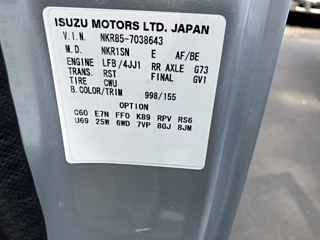 ISUZU MOTORS LTD. JAPAN
V.I.N. NKR85-7038643
M.D. NKR1SN E AF/BE
ENGINE LFB/4JJ1 RR AXLE G73
TRANS. RST FINAL GV1
TIRE CWU
B.COLOR/TRIM 998/155
OPTION
C60 E7N FF0 K89 RPV RS6
U69 25W 6WD 7VP 8GJ 8JM